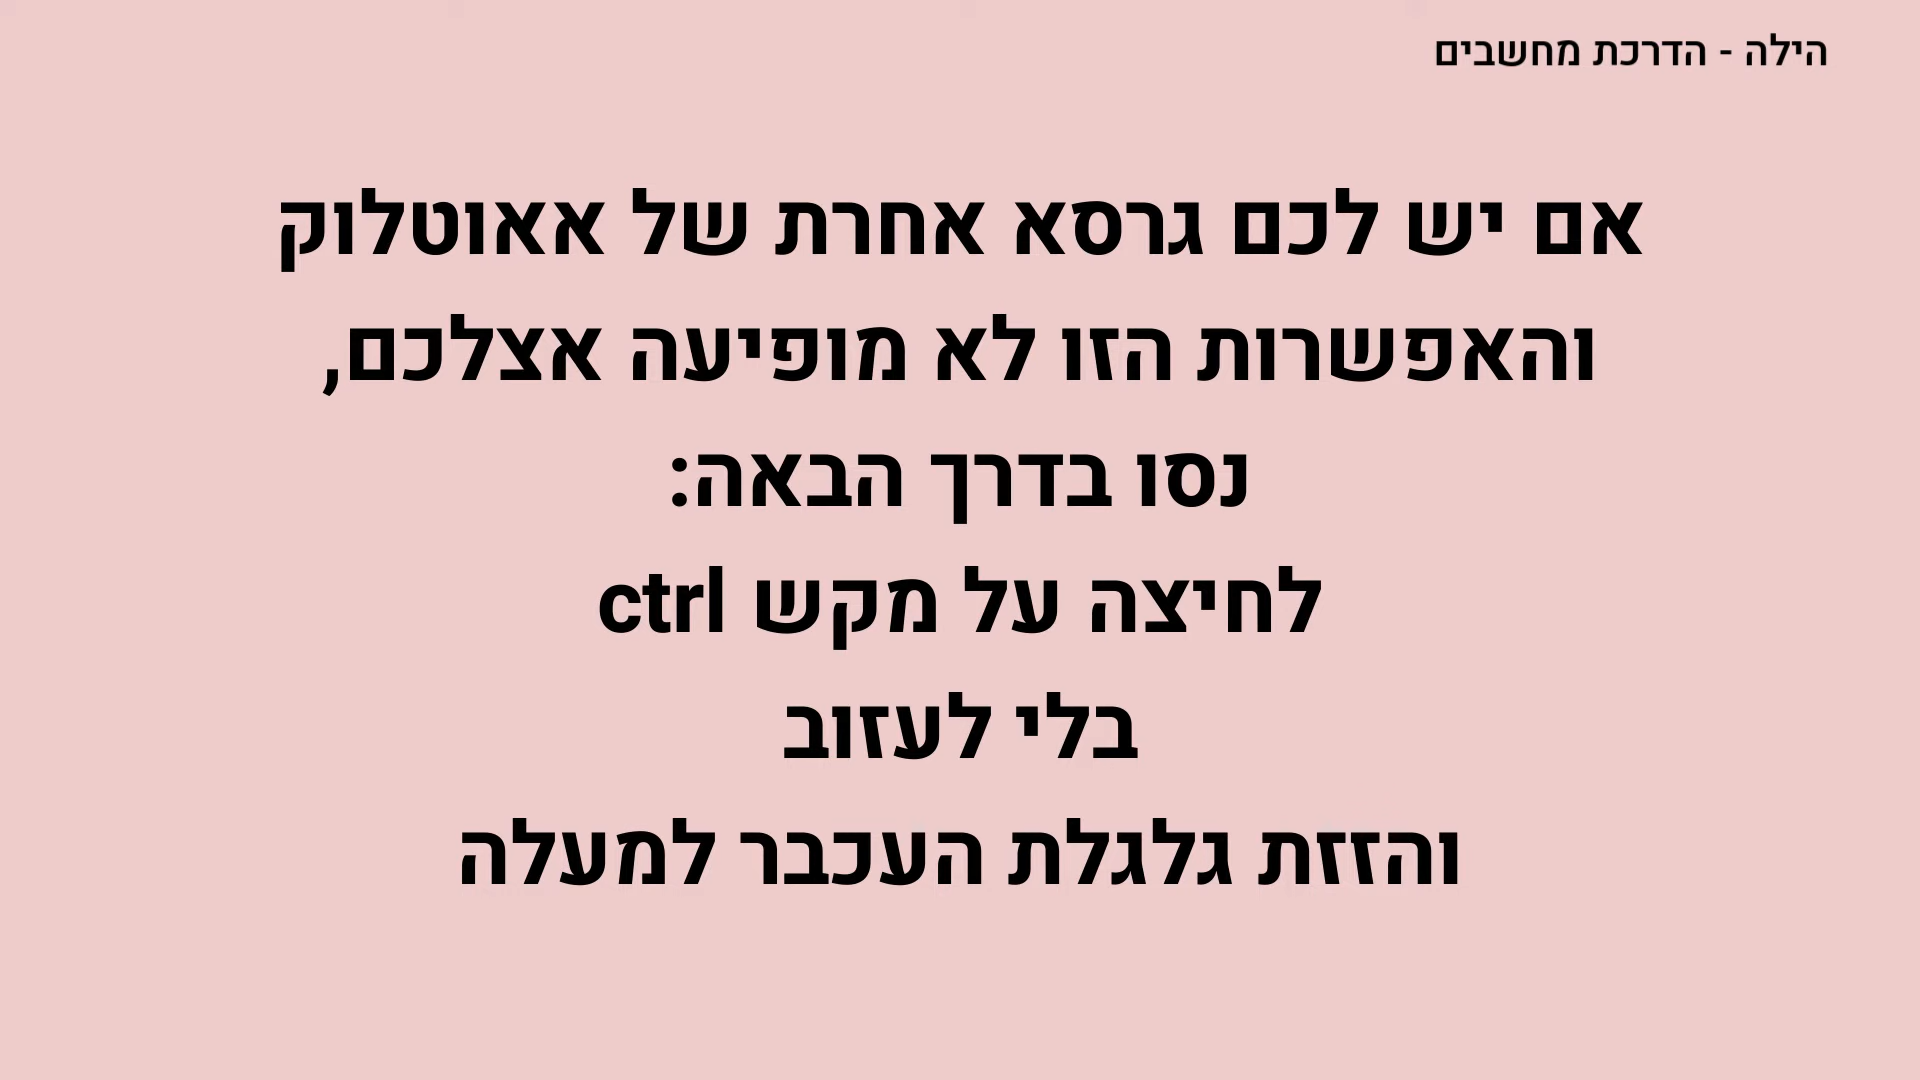 הילה - הדרכת מחשבים
אם יש לכם גרסא אחרת של אאוטלוק
והאפשרות הזו לא מופיעה אצלכם,
נסו בדרך הבאה:
לחיצה על מקש ctrl
בלי לעזוב
והזזת גלגלת העכבר למעלה